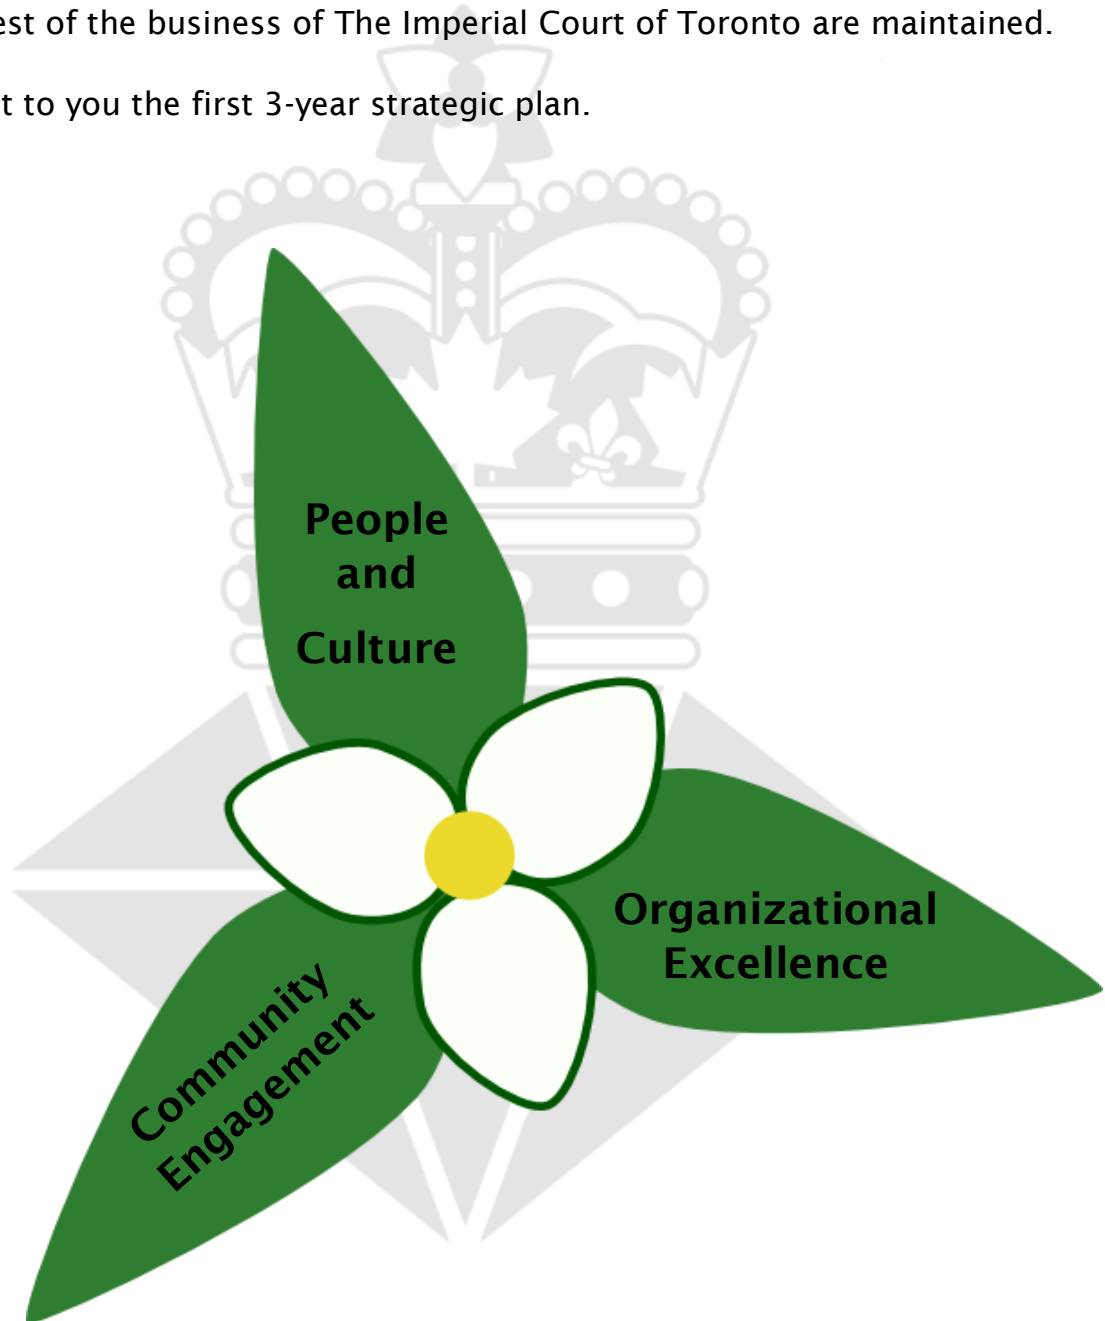 est of the business of The Imperial Court of Toronto are maintained.
t to you the first 3-year strategic plan.
People
and
Culture
Organizational
Excellence
Community
Engagement